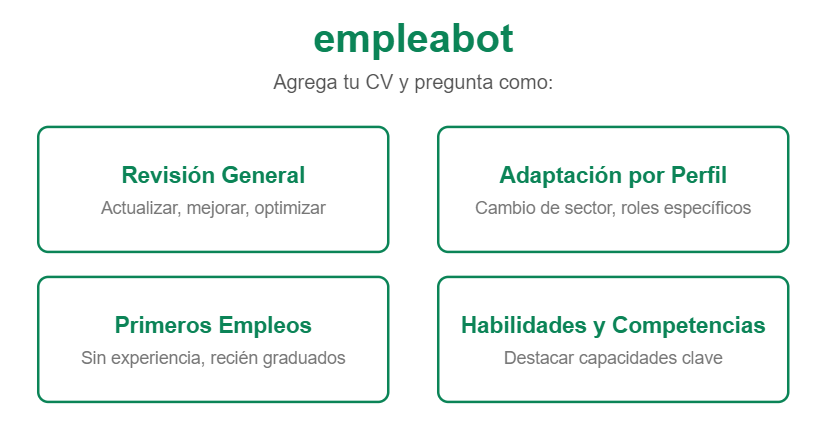 empleabot
Agrega tu CV y pregunta como:
Revisión General
Actualizar, mejorar, optimizar
Adaptación por Perfil
Cambio de sector, roles específicos
Primeros Empleos
Sin experiencia, recién graduados
Habilidades y Competencias
Destacar capacidades clave